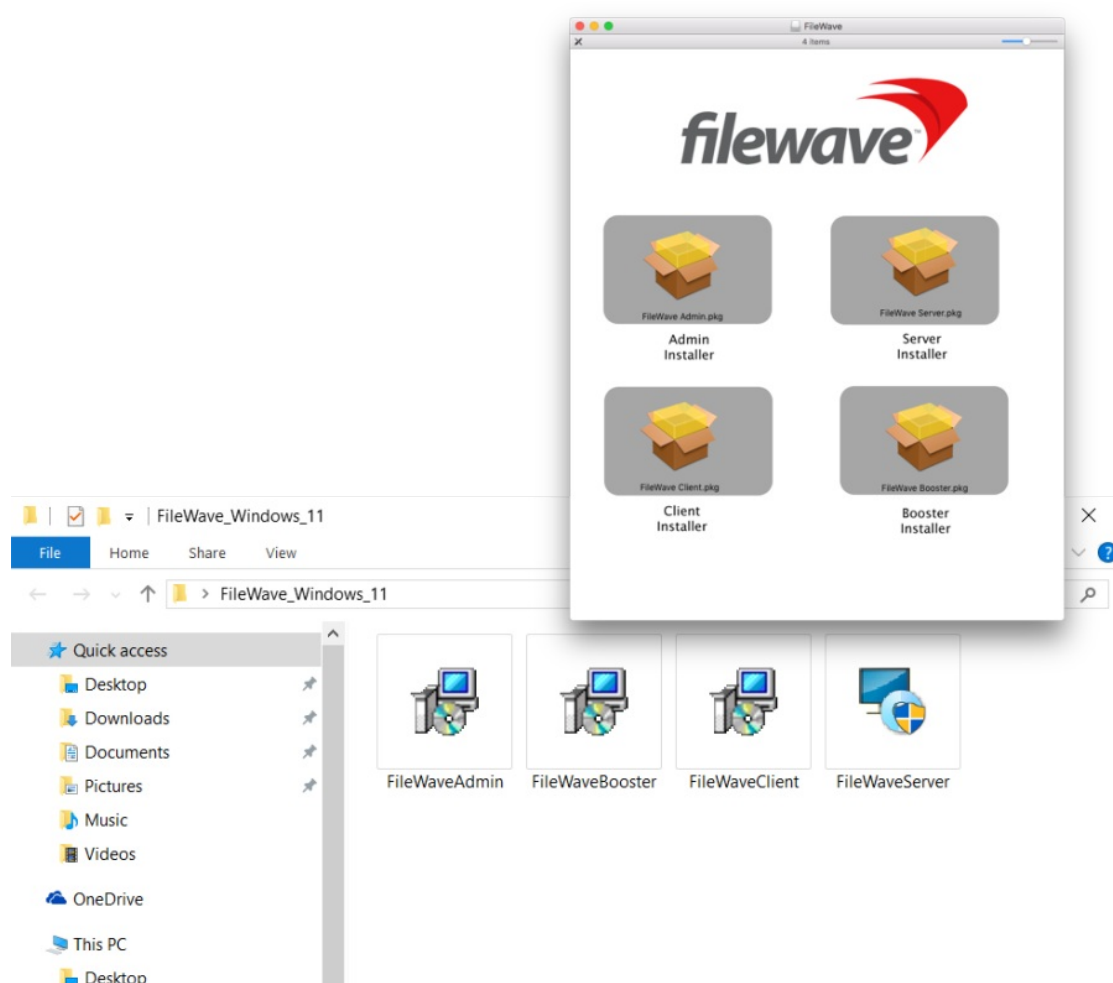 FileWave
4 items
filewave™
FileWave Admin.pkg
FileWave Server.pkg
Admin
Installer
Server
Installer
FileWave Client.pkg
FileWave Booster.pkg
Client
Installer
Booster
Installer
FileWave_Windows_11
File Home Share View
?
> FileWave_Windows_11
Quick access
Desktop
Downloads
Documents
Pictures
Music
Videos
OneDrive
This PC
Desktop
FileWaveAdmin FileWaveBooster FileWaveClient FileWaveServer